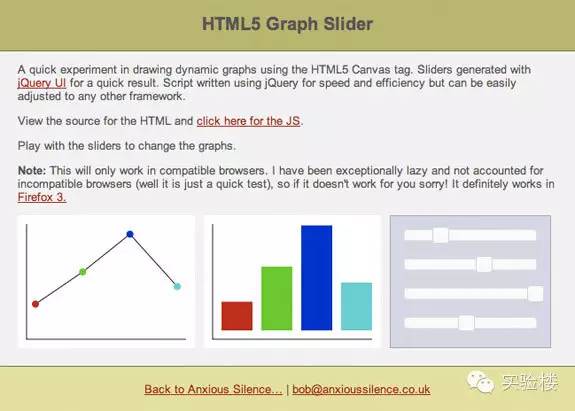 HTML5 Graph Slider
A quick experiment in drawing dynamic graphs using the HTML5 Canvas tag. Sliders generated with
jQuery UI for a quick result. Script written using jQuery for speed and efficiency but can be easily
adjusted to any other framework.
View the source for the HTML and click here for the JS.
Play with the sliders to change the graphs.
Note: This will only work in compatible browsers. I have been exceptionally lazy and not accounted for
incompatible browsers (well it is just a quick test), so if it doesn't work for you sorry! It definitely works in
Firefox 3.
Back to Anxious Silence... | bob@anxioussilence.co.uk
实验楼